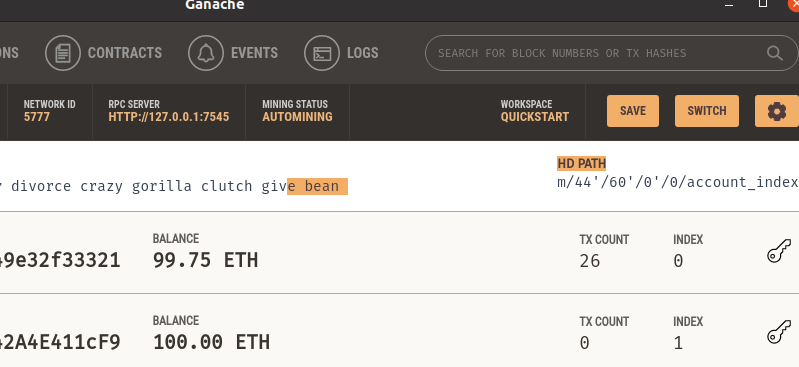 Ganache
CONTRACTS
EVENTS
LOGS
SEARCH FOR BLOCK NUMBERS OR TX HASHES
NETWORK ID
5777
RPC SERVER
HTTP://127.0.0.1:7545
MINING STATUS
AUTOMINING
WORKSPACE
QUICKSTART
SAVE
SWITCH
divorce crazy gorilla clutch give bean
HD PATH
m/44'/60'/0'/0/account_index
9e32f33321
BALANCE
99.75 ETH
TX COUNT
26
INDEX
0
2A4E411cF9
BALANCE
100.00 ETH
TX COUNT
0
INDEX
1